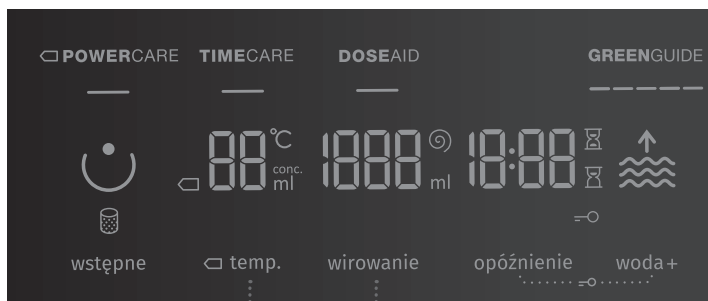 POWERCARE TIMECARE DOSEAID GREENGUIDE
88 °C 1888 18:88
conc.
ml ml
wstępne temp. wirowanie opóźnienie woda+